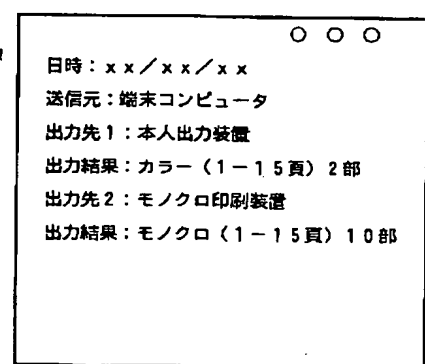 ○ ○ ○
日時：ｘｘ／ｘｘ／ｘｘ
送信元：端末コンピュータ
出力先１：本人出力装置
出力結果：カラー（１－１５頁）２部
出力先２：モノクロ印刷装置
出力結果：モノクロ（１－１５頁）１０部